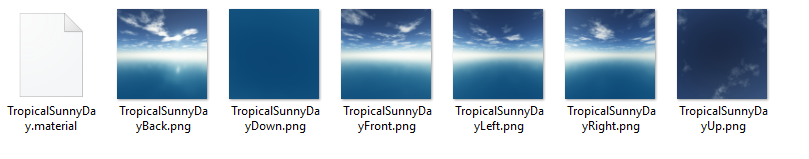 TropicalSunnyDa
y.material
TropicalSunnyDa
yBack.png
TropicalSunnyDa
yDown.png
TropicalSunnyDa
yFront.png
TropicalSunnyDa
yLeft.png
TropicalSunnyDa
yRight.png
TropicalSunnyDa
yUp.png